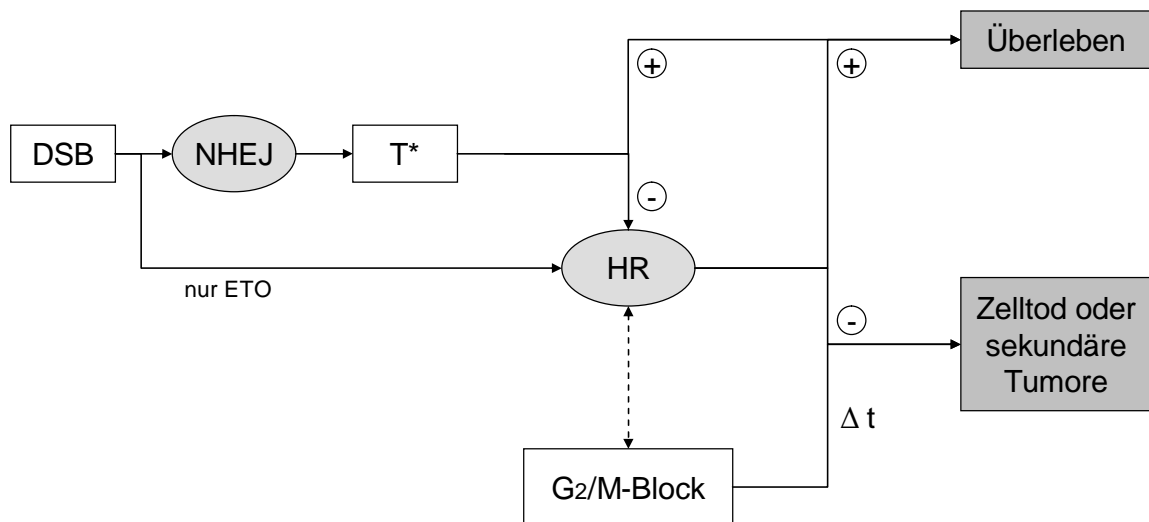 Überleben
+
+
DSB
NHEJ
T*
-
HR
nur ETO
-
Zelltod oder
sekundäre
Tumore
Δ t
G2/M-Block